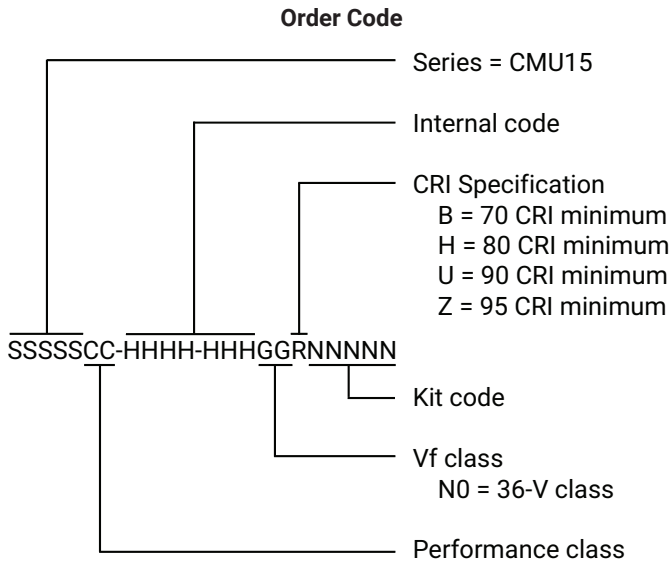 Order Code
Series = CMU15
Internal code
CRI Specification
B = 70 CRI minimum
H = 80 CRI minimum
U = 90 CRI minimum
Z = 95 CRI minimum
SSSSSCC-HHHH-HHHGGRNNNNN
Kit code
Vf class
N0 = 36-V class
Performance class